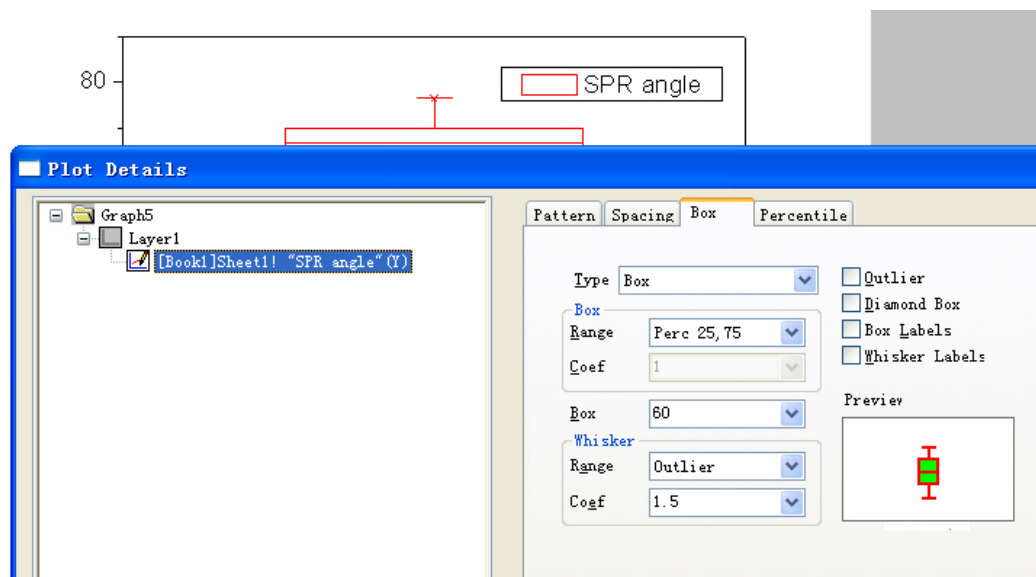 80
SPR angle
Plot Details
Graph5
Layer1
[Book1]Sheet1! "SPR angle"(Y)
Pattern Spacing Box Percentile
Type Box
Outlier
Diamond Box
Box Labels
Whisker Labels
Box
Range Perc 25,75
Coef 1
Box 60
Whisker
Range Outlier
Coef 1.5
Preview